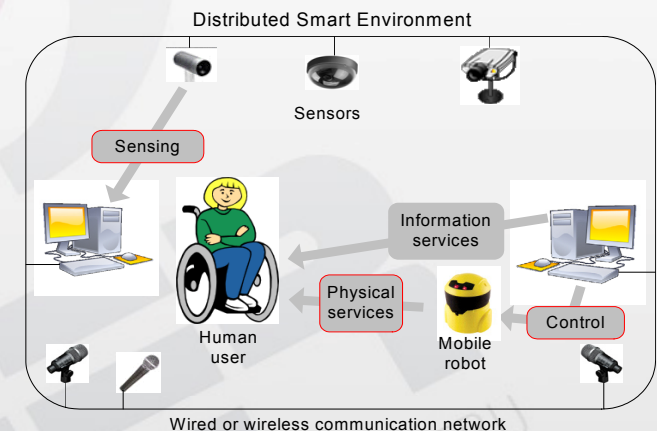 Distributed Smart Environment
Sensors
Sensing
Information
services
Physical
services
Human
user
Mobile
robot
Control
Wired or wireless communication network